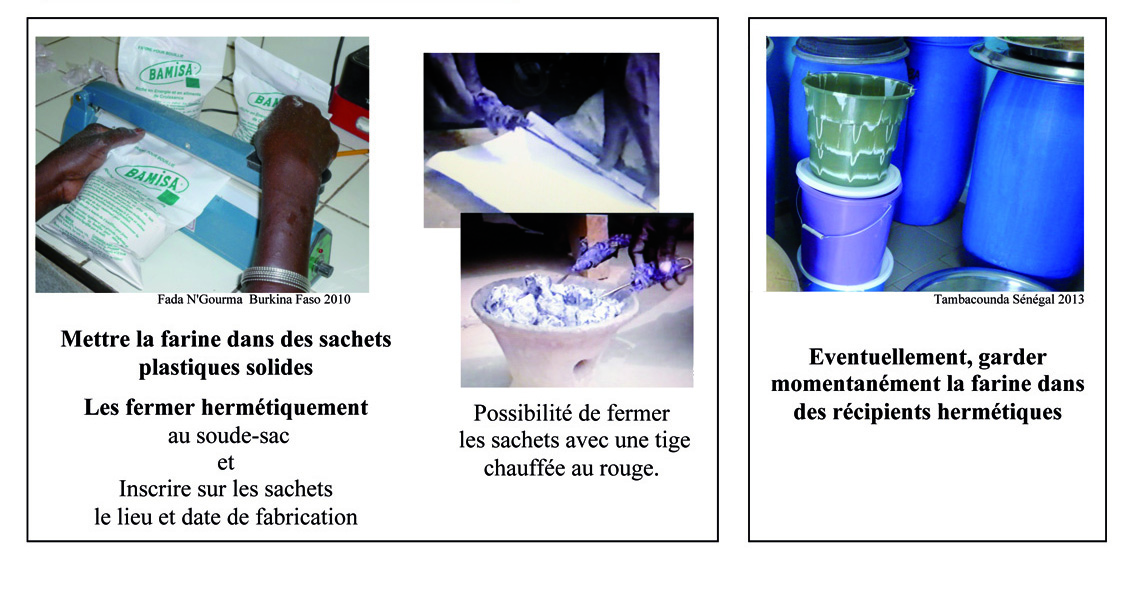 BAMiSA
BAM
BAMiSA
Fada N'Gourma Burkina Faso 2010
Mettre la farine dans des sachets
plastiques solides
Les fermer hermétiquement
au soude-sac
et
Inscrire sur les sachets
le lieu et date de fabrication
Possibilité de fermer
les sachets avec une tige
chauffée au rouge.
Tambacounda Sénégal 2013
Eventuellement, garder
momentanément la farine dans
des récipients hermétiques